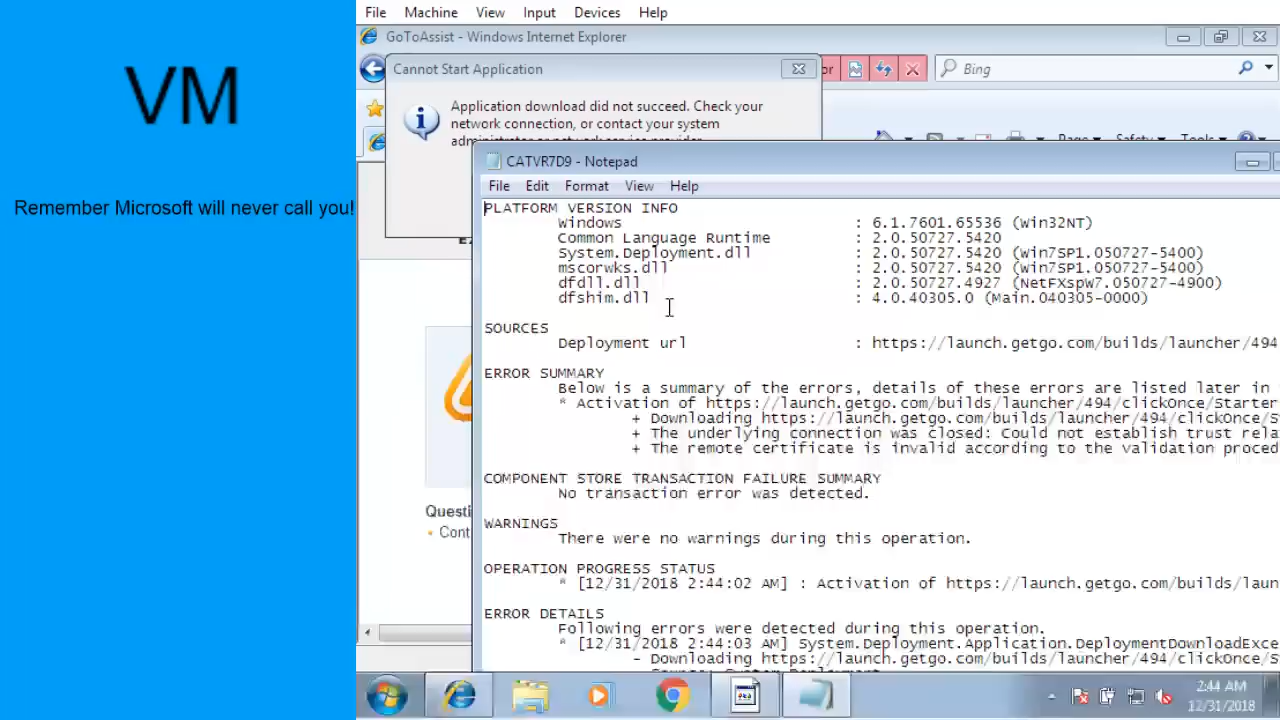 VM
Remember Microsoft will never call you!
File Machine View Input Devices Help
GoToAssist - Windows Internet Explorer
Cannot Start Application
Bing
Application download did not succeed. Check your
network connection, or contact your system
Page Safety Tools
CATVR7D9 - Notepad
File Edit Format View Help
PLATFORM VERSION INFO
Windows : 6.1.7601.65536 (Win32NT)
Common Language Runtime : 2.0.50727.5420
System.Deployment.dll : 2.0.50727.5420 (Win7SP1.050727-5400)
mscorwks.dll : 2.0.50727.5420 (Win7SP1.050727-5400)
dfdll.dll : 2.0.50727.4927 (NetFXspW7.050727-4900)
dfshim.dll : 4.0.40305.0 (Main.040305-0000)
SOURCES
Deployment url : https://launch.getgo.com/builds/launcher/494
ERROR SUMMARY
Below is a summary of the errors, details of these errors are listed later in
* Activation of https://launch.getgo.com/builds/launcher/494/clickOnce/Starter
+ Downloading https://launch.getgo.com/builds/launcher/494/clickOnce/S
+ The underlying connection was closed: Could not establish trust rela
+ The remote certificate is invalid according to the validation proced
COMPONENT STORE TRANSACTION FAILURE SUMMARY
No transaction error was detected.
Questi
Cont
WARNINGS
There were no warnings during this operation.
OPERATION PROGRESS STATUS
* [12/31/2018 2:44:02 AM] : Activation of https://launch.getgo.com/builds/laun
ERROR DETAILS
Following errors were detected during this operation.
* [12/31/2018 2:44:03 AM] System.Deployment.Application.DeploymentDownloadExce
- Downloading https://launch.getgo.com/builds/launcher/494/clickOnce/S
2:44 AM
12/31/2018